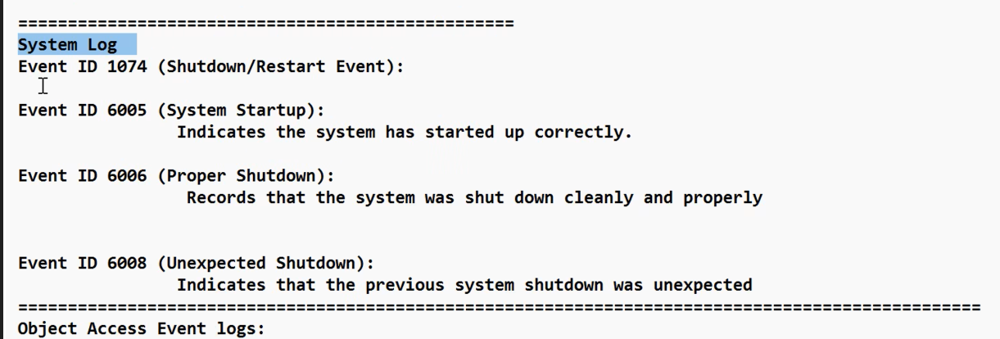 ==================================================
System Log
Event ID 1074 (Shutdown/Restart Event):
Event ID 6005 (System Startup):
Indicates the system has started up correctly.
Event ID 6006 (Proper Shutdown):
Records that the system was shut down cleanly and properly
Event ID 6008 (Unexpected Shutdown):
Indicates that the previous system shutdown was unexpected
=================================================================================================
Object Access Event logs: